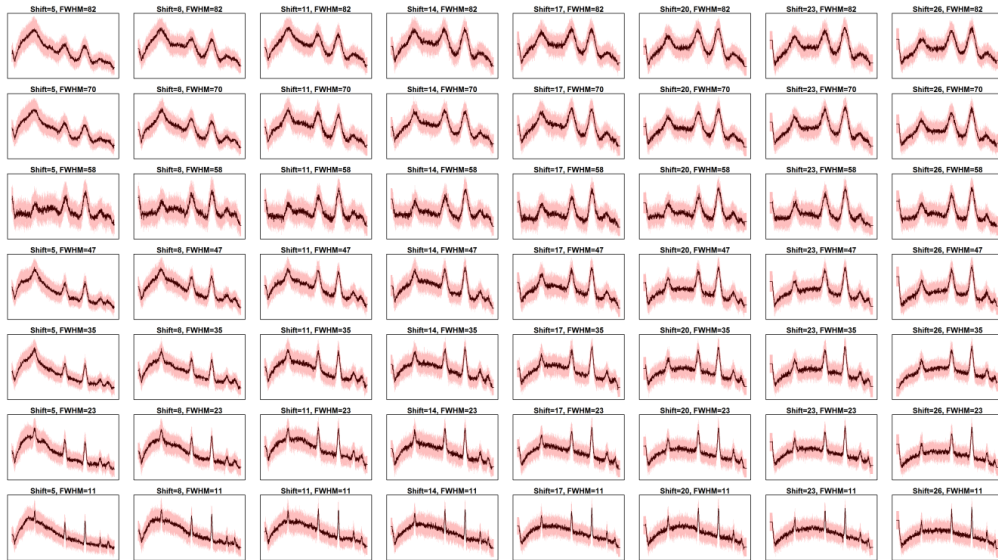 Shift=5, FWHM=82 Shift=8, FWHM=82 Shift=11, FWHM=82 Shift=14, FWHM=82 Shift=17, FWHM=82 Shift=20, FWHM=82 Shift=23, FWHM=82 Shift=26, FWHM=82
Shift=5, FWHM=70 Shift=8, FWHM=70 Shift=11, FWHM=70 Shift=14, FWHM=70 Shift=17, FWHM=70 Shift=20, FWHM=70 Shift=23, FWHM=70 Shift=26, FWHM=70
Shift=5, FWHM=58 Shift=8, FWHM=58 Shift=11, FWHM=58 Shift=14, FWHM=58 Shift=17, FWHM=58 Shift=20, FWHM=58 Shift=23, FWHM=58 Shift=26, FWHM=58
Shift=5, FWHM=47 Shift=8, FWHM=47 Shift=11, FWHM=47 Shift=14, FWHM=47 Shift=17, FWHM=47 Shift=20, FWHM=47 Shift=23, FWHM=47 Shift=26, FWHM=47
Shift=5, FWHM=35 Shift=8, FWHM=35 Shift=11, FWHM=35 Shift=14, FWHM=35 Shift=17, FWHM=35 Shift=20, FWHM=35 Shift=23, FWHM=35 Shift=26, FWHM=35
Shift=5, FWHM=23 Shift=8, FWHM=23 Shift=11, FWHM=23 Shift=14, FWHM=23 Shift=17, FWHM=23 Shift=20, FWHM=23 Shift=23, FWHM=23 Shift=26, FWHM=23
Shift=5, FWHM=11 Shift=8, FWHM=11 Shift=11, FWHM=11 Shift=14, FWHM=11 Shift=17, FWHM=11 Shift=20, FWHM=11 Shift=23, FWHM=11 Shift=26, FWHM=11